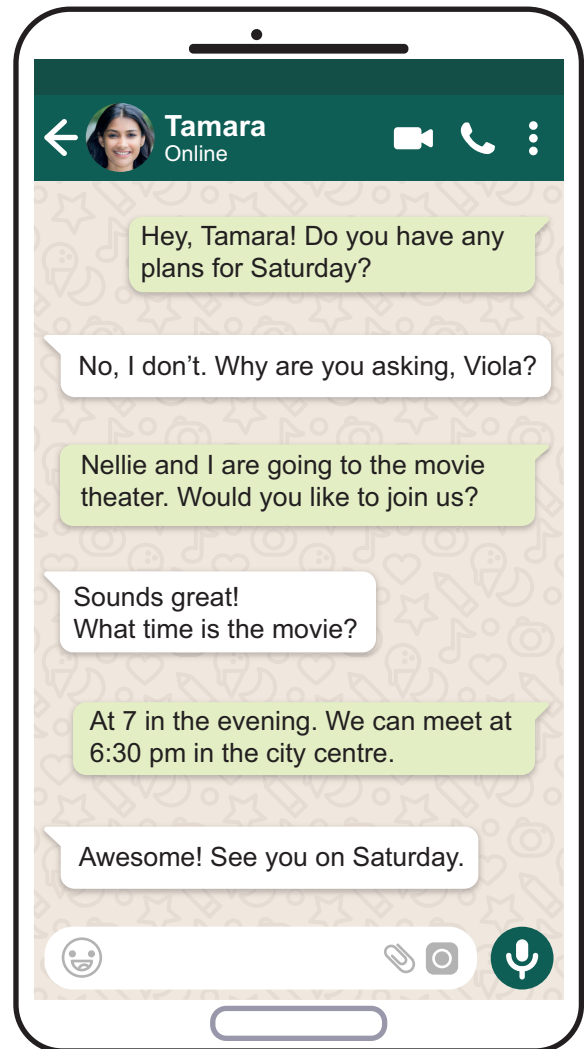 Tamara
Online
Hey, Tamara! Do you have any
plans for Saturday?
No, I don’t. Why are you asking, Viola?
Nellie and I are going to the movie
theater. Would you like to join us?
Sounds great!
What time is the movie?
At 7 in the evening. We can meet at
6:30 pm in the city centre.
Awesome! See you on Saturday.